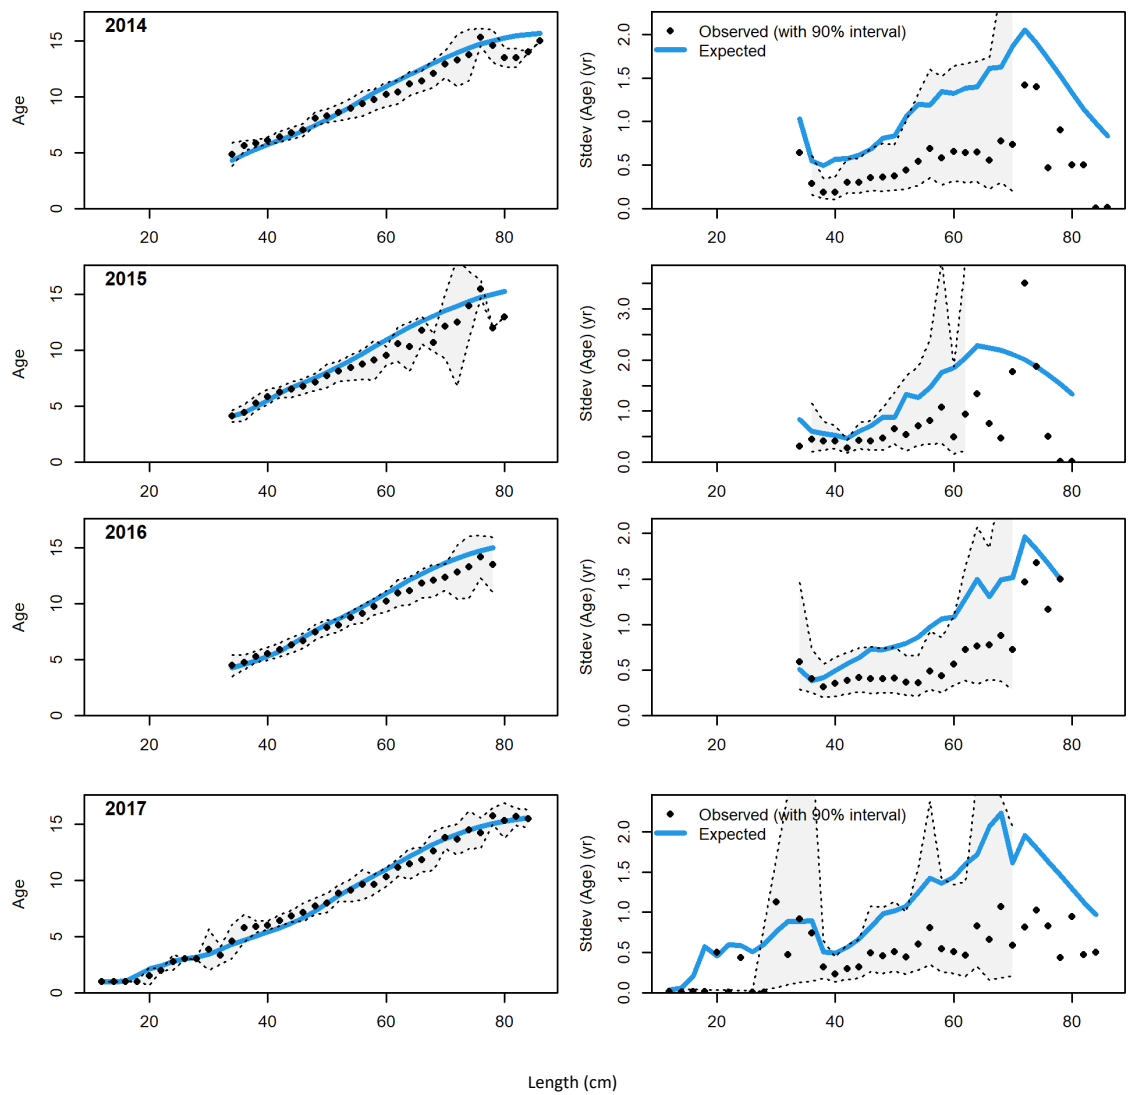 2014
Age
0 5 10 15
20 40 60 80
Observed (with 90% interval)
Expected
Stdev (Age) (yr)
0.0 0.5 1.0 1.5 2.0
20 40 60 80
2015
Age
0 5 10 15
20 40 60 80
Stdev (Age) (yr)
0.0 1.0 2.0 3.0
20 40 60 80
2016
Age
0 5 10 15
20 40 60 80
Stdev (Age) (yr)
0.0 0.5 1.0 1.5 2.0
20 40 60 80
2017
Age
0 5 10 15
20 40 60 80
Observed (with 90% interval)
Expected
Stdev (Age) (yr)
0.0 0.5 1.0 1.5 2.0
20 40 60 80
Length (cm)